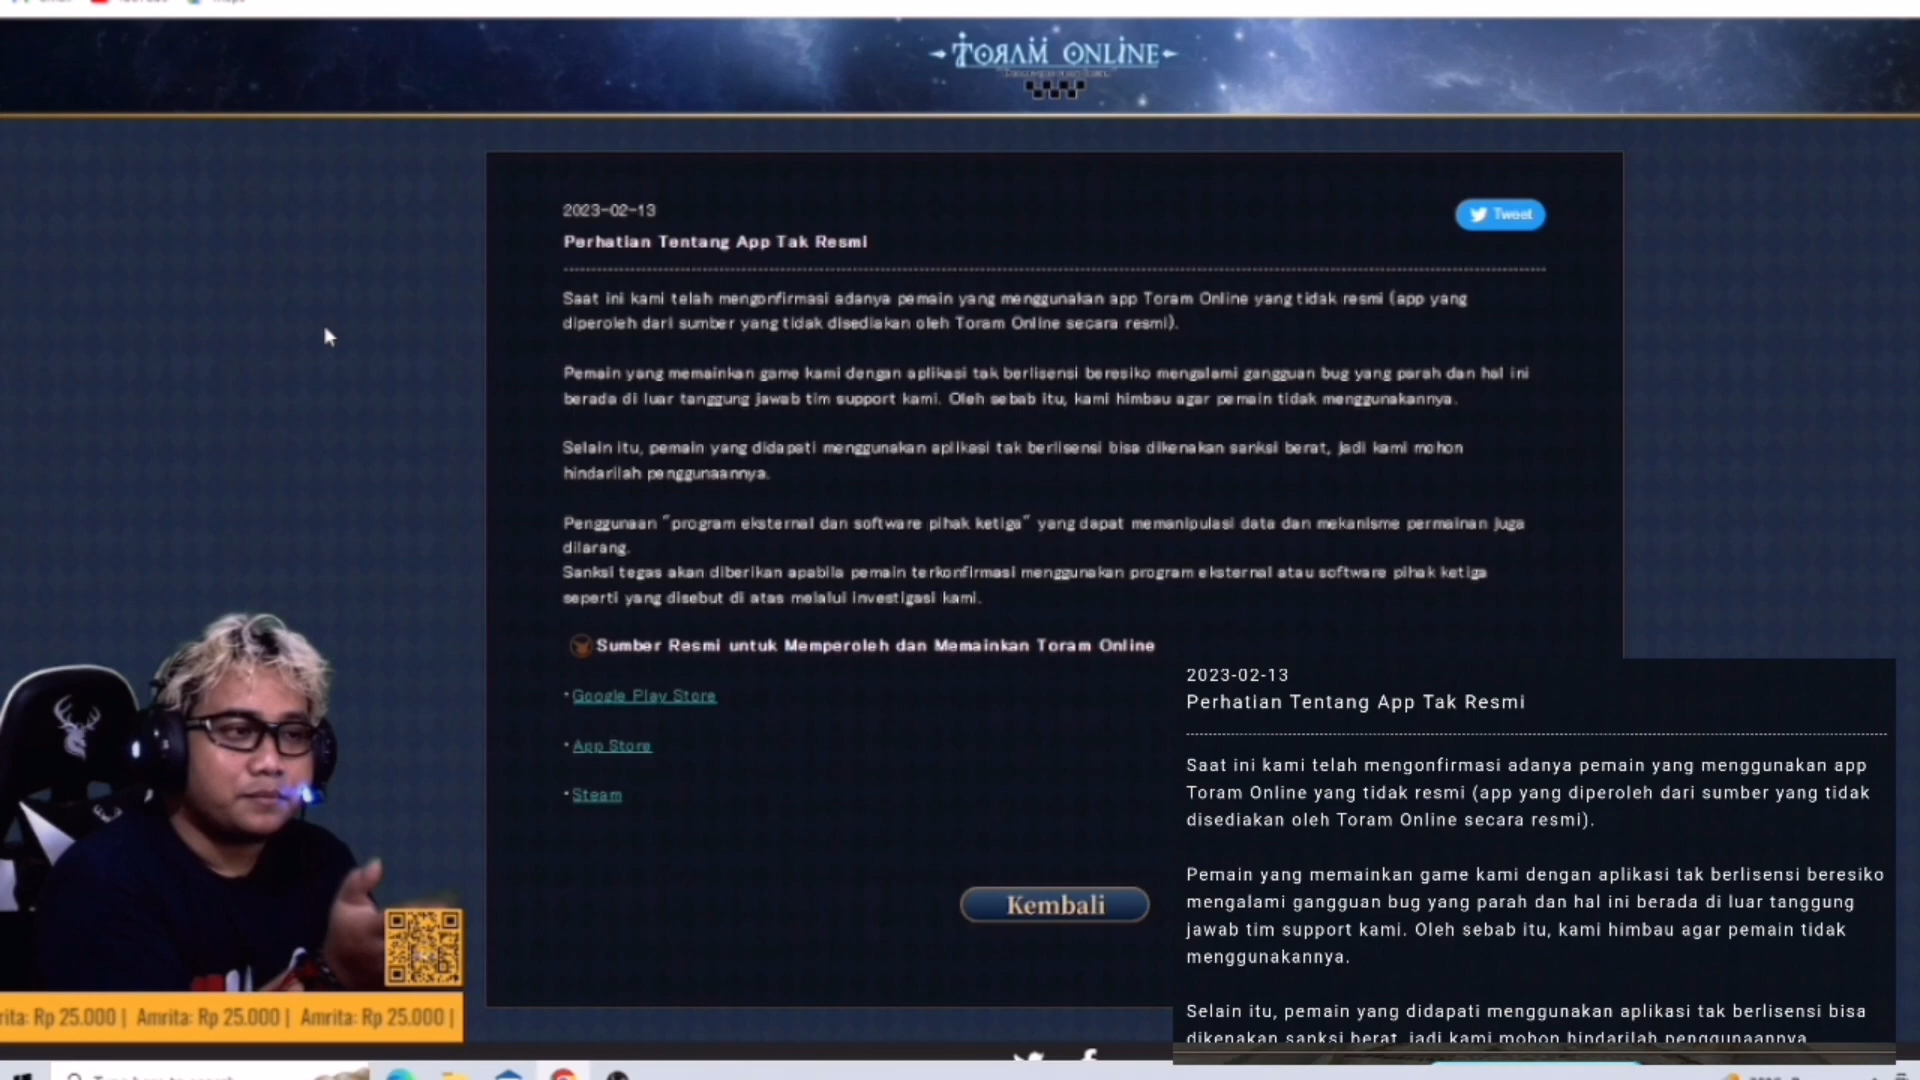 TORAM ONLINE
2023-02-13
Tweet
Perhatian Tentang App Tak Resmi
Saat ini kami telah mengonfirmasi adanya pemain yang menggunakan app Toram Online yang tidak resmi (app yang
diperoleh dari sumber yang tidak disediakan oleh Toram Online secara resmi).
Pemain yang memainkan game kami dengan aplikasi tak berlisensi beresiko mengalami gangguan bug yang parah dan hal ini
berada di luar tanggung jawab tim support kami. Oleh sebab itu, kami himbau agar pemain tidak menggunakannya.
Selain itu, pemain yang didapati menggunakan aplikasi tak berlisensi bisa dikenakan sanksi berat, jadi kami mohon
hindarilah penggunaannya.
Penggunaan "program eksternal dan software pihak ketiga" yang dapat memanipulasi data dan mekanisme permainan juga
dilarang.
Sanksi tegas akan diberikan apabila pemain terkonfirmasi menggunakan program eksternal atau software pihak ketiga
seperti yang disebut di atas melalui investigasi kami.
Sumber Resmi untuk Memperoleh dan Memainkan Toram Online
・Google Play Store
・App Store
・Steam
Kembali
2023-02-13
Perhatian Tentang App Tak Resmi
Saat ini kami telah mengonfirmasi adanya pemain yang menggunakan app
Toram Online yang tidak resmi (app yang diperoleh dari sumber yang tidak
disediakan oleh Toram Online secara resmi).
Pemain yang memainkan game kami dengan aplikasi tak berlisensi beresiko
mengalami gangguan bug yang parah dan hal ini berada di luar tanggung
jawab tim support kami. Oleh sebab itu, kami himbau agar pemain tidak
menggunakannya.
Selain itu, pemain yang didapati menggunakan aplikasi tak berlisensi bisa
dikenakan sanksi berat, jadi kami mohon hindarilah penggunaannya.
rita: Rp 25.000 | Amrita: Rp 25.000 | Amrita: Rp 25.000 |